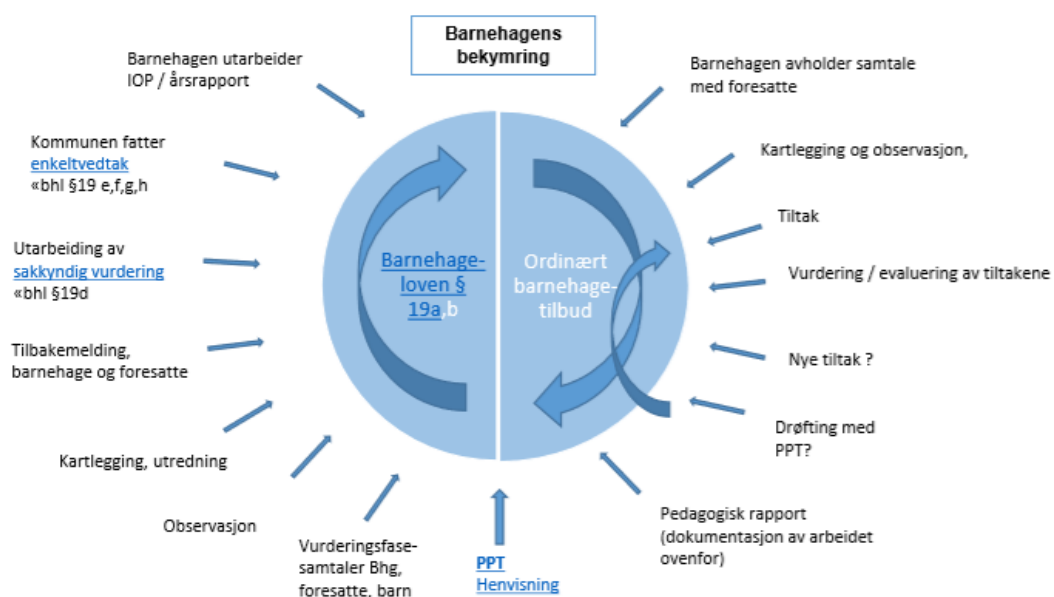 Barnehagens
bekymring
Barnehagen avholder samtale
med foresatte
Kartlegging og observasjon,
Tiltak
Vurdering / evaluering av tiltakene
Nye tiltak ?
Drøfting med
PPT?
Pedagogisk rapport
(dokumentasjon av arbeidet
ovenfor)
PPT
Henvisning
Vurderingsfase-
samtaler Bhg,
foresatte, barn
Observasjon
Kartlegging, utredning
Tilbakemelding,
barnehage og foresatte
Utarbeiding av
sakkyndig vurdering
«bhl §19d
Kommunen fatter
enkeltvedtak
«bhl §19 e,f,g,h
Barnehagen utarbeider
IOP / årsrapport
Barnehage-
loven §
19a,b
Ordinært
barnehage-
tilbud